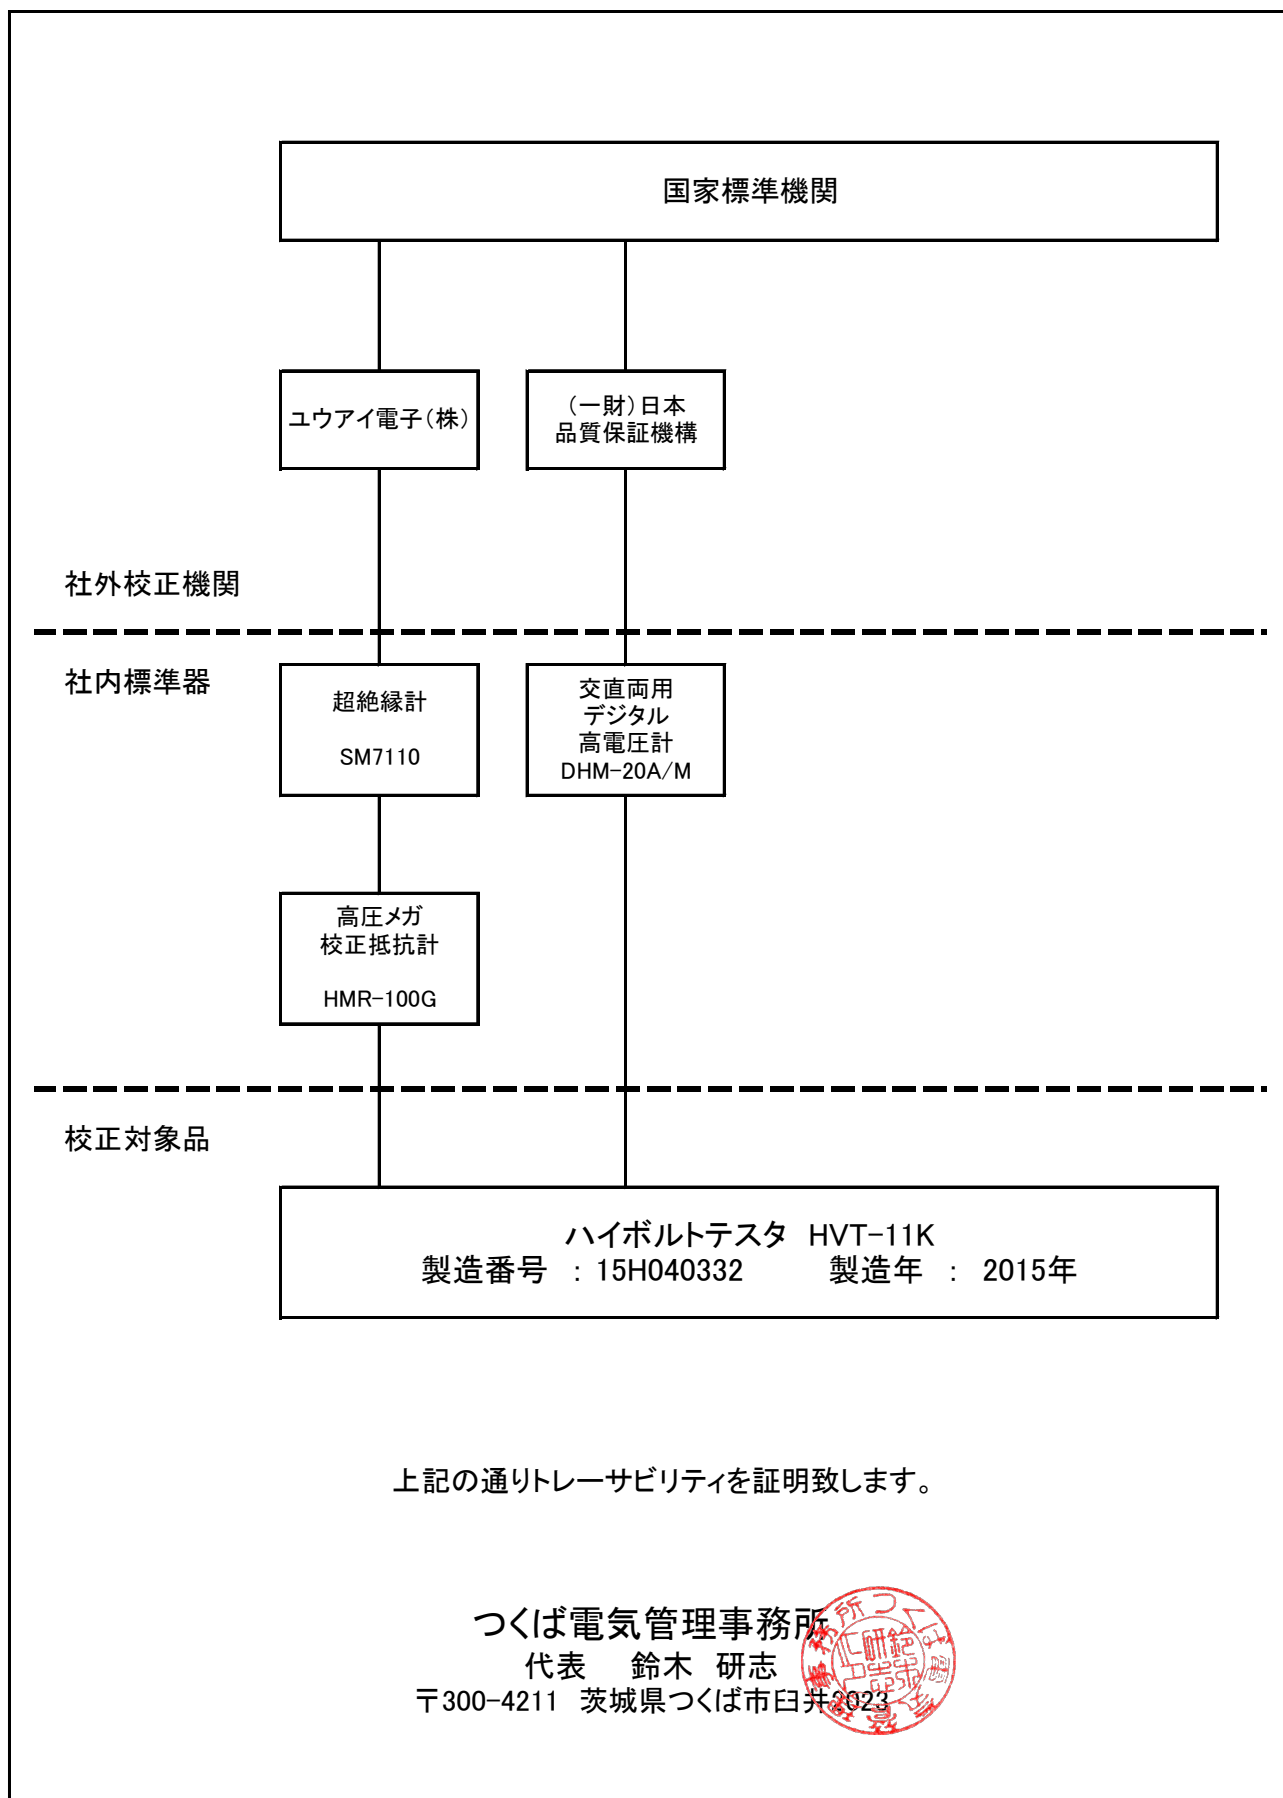 国家標準機関
ユウアイ電子(株)
(一財)日本
品質保証機構
社外校正機関
社内標準器
超絶縁計
SM7110
交直両用
デジタル
高電圧計
DHM-20A/M
高圧メガ
校正抵抗計
HMR-100G
校正対象品
ハイボルトテスタ HVT-11K
製造番号 : 15H040332 製造年 : 2015年
上記の通りトレーサビリティを証明致します。
つくば電気管理事務所
代表 鈴木 研志
〒300-4211 茨城県つくば市臼井2023